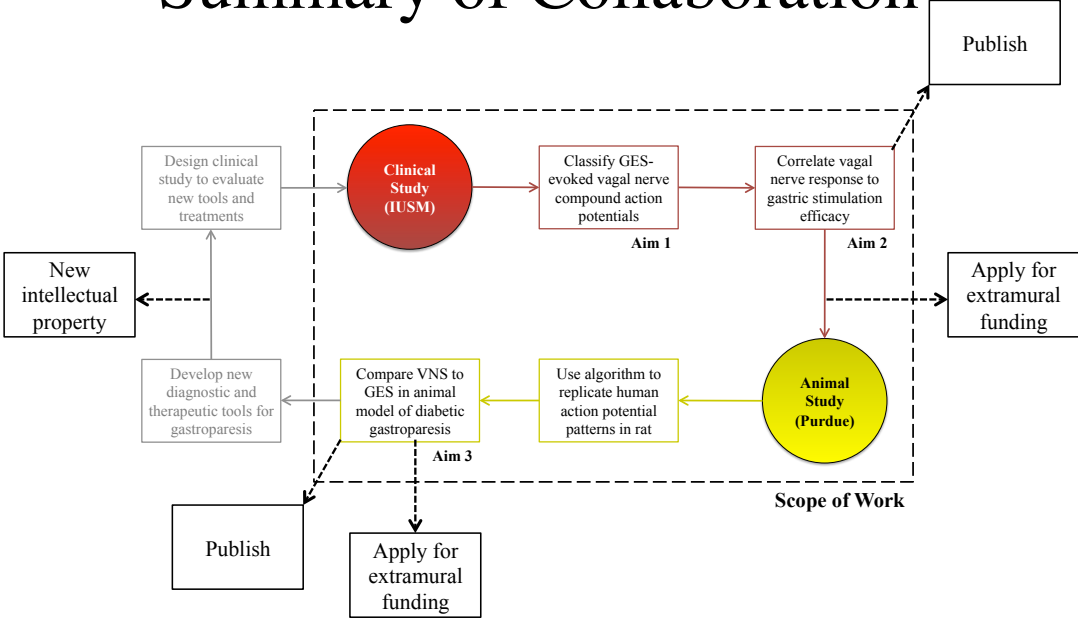 Summary of Collaboration
Publish
Design clinical
study to evaluate
new tools and
treatments
Clinical
Study
(IUSM)
Classify GES-
evoked vagal nerve
compound action
potentials
Aim 1
Correlate vagal
nerve response to
gastric stimulation
efficacy
Aim 2
New
intellectual
property
Apply for
extramural
funding
Develop new
diagnostic and
therapeutic tools for
gastroparesis
Compare VNS to
GES in animal
model of diabetic
gastroparesis
Aim 3
Use algorithm to
replicate human
action potential
patterns in rat
Animal
Study
(Purdue)
Scope of Work
Publish
Apply for
extramural
funding